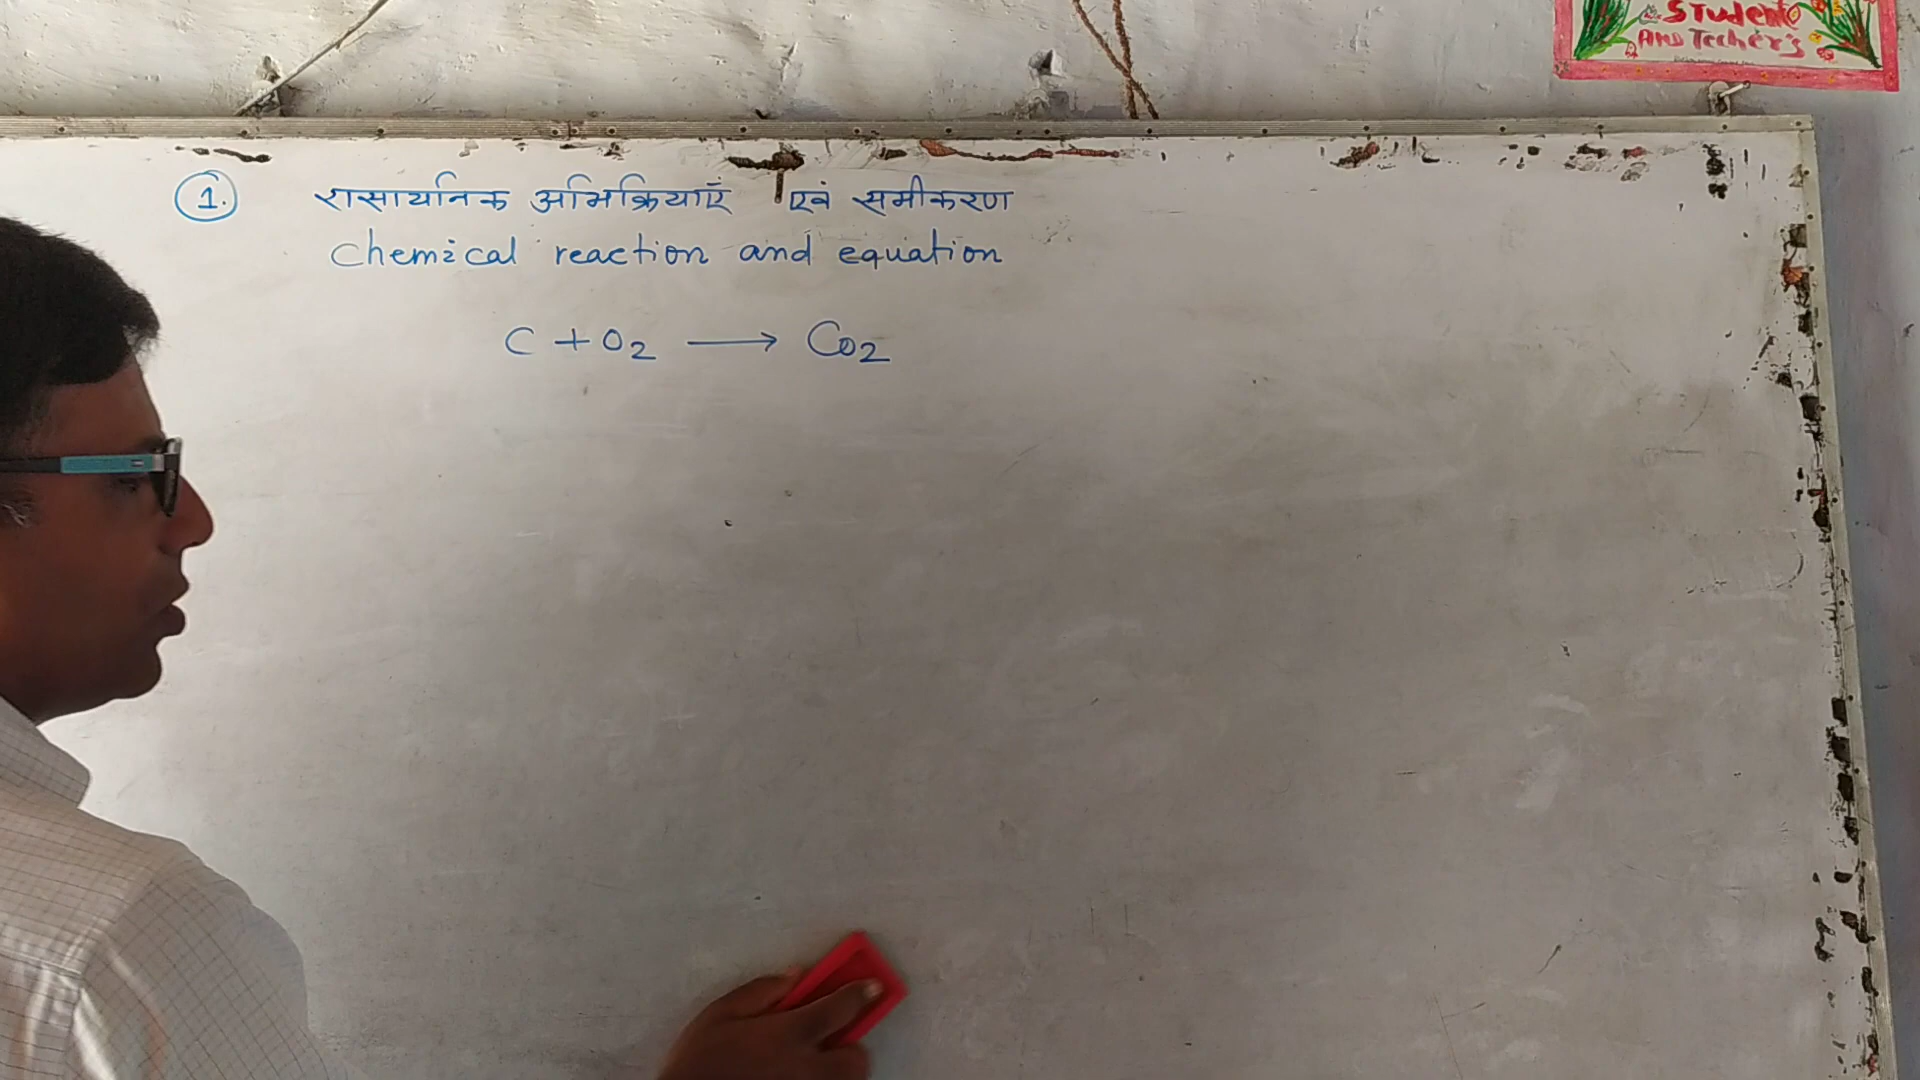 STudent
AND Techer's
1. रासायनिक अभिक्रियाएँ एवं समीकरण
Chemical reaction and equation
C + O₂ ⟶ Co₂